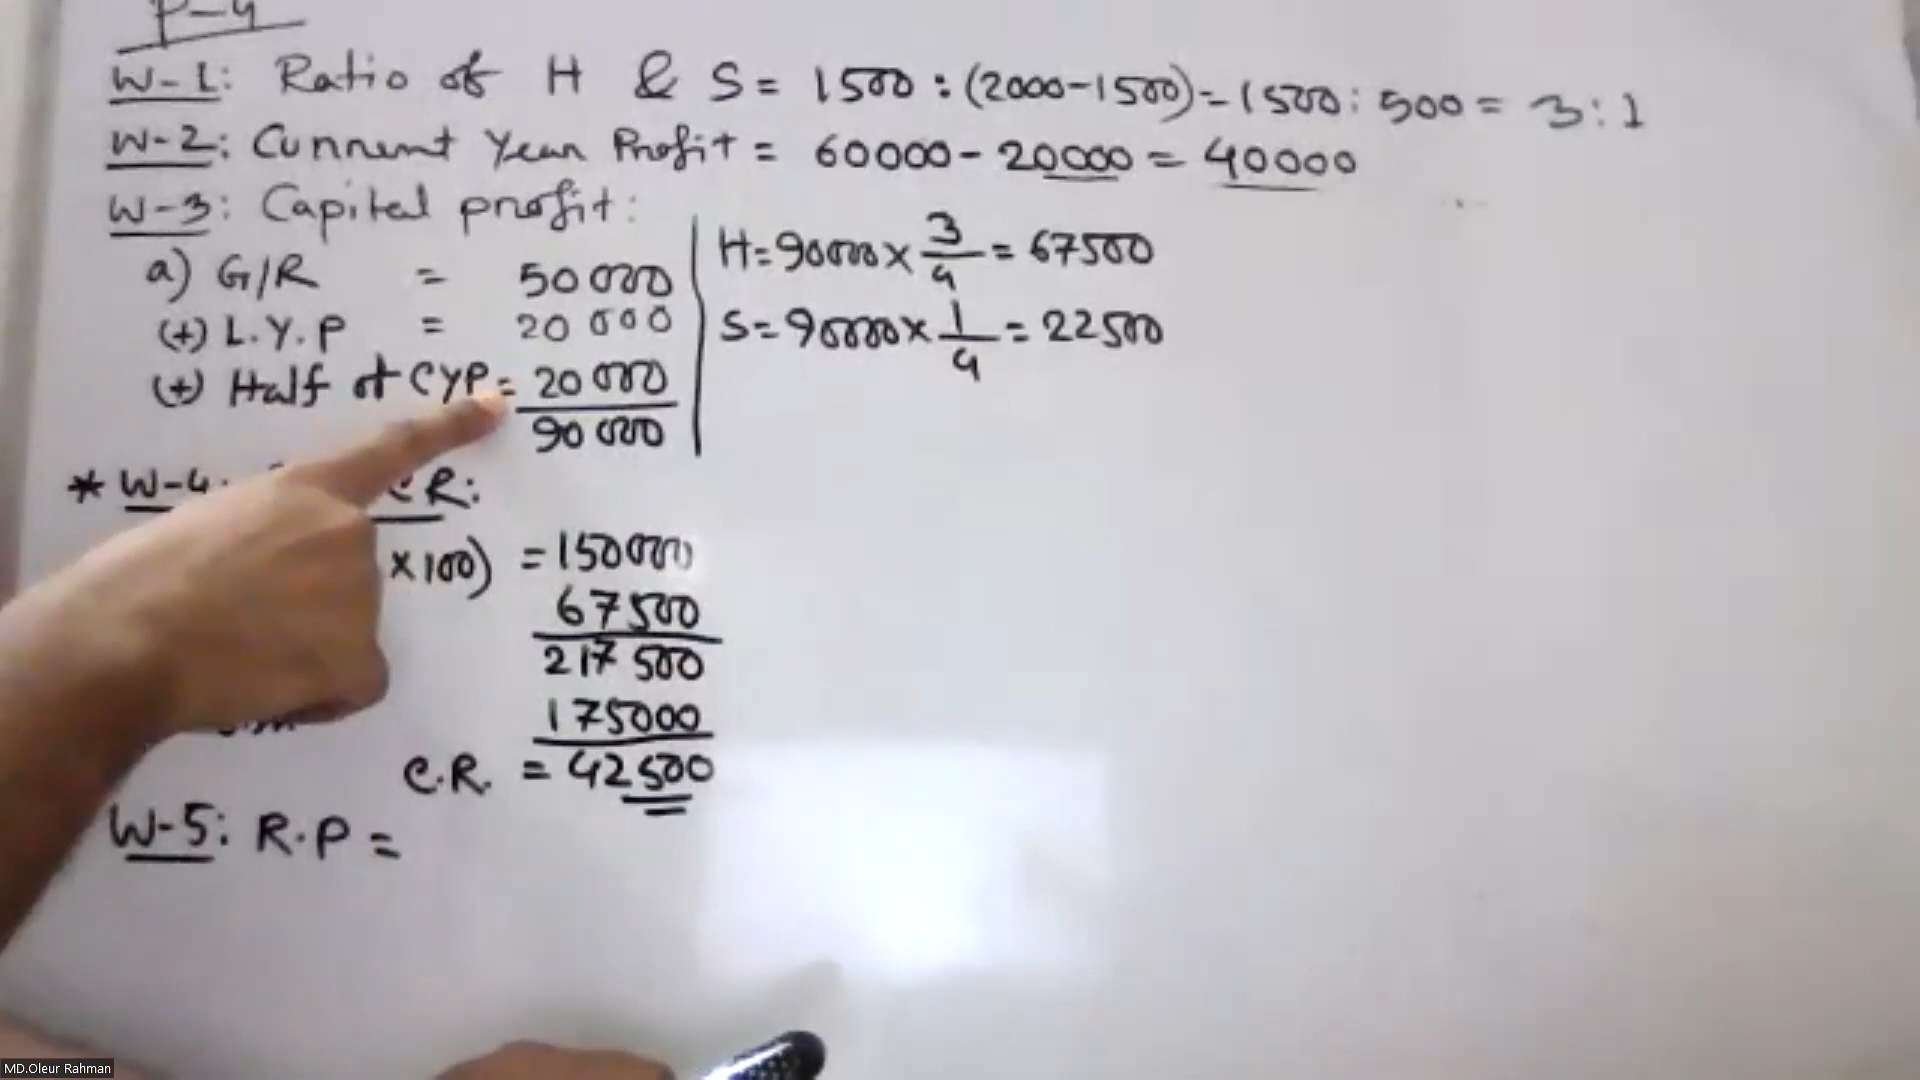 P-4
W-1: Ratio of H & S = 1500 : (2000-1500) = 1500 : 500 = 3 : 1
W-2: Current Year Profit = 60000 - 20000 = 40000
W-3: Capital profit:
a) G/R = 50000
(+) L.Y.P = 20000
(+) Half of CYP = 20000
90000
H = 90000 × 3/4 = 67500
S = 90000 × 1/4 = 22500
* W-4: CR:
×100) = 150000
67500
217500
175000
C.R. = 42500
W-5: R.P =
MD.Oleur Rahman